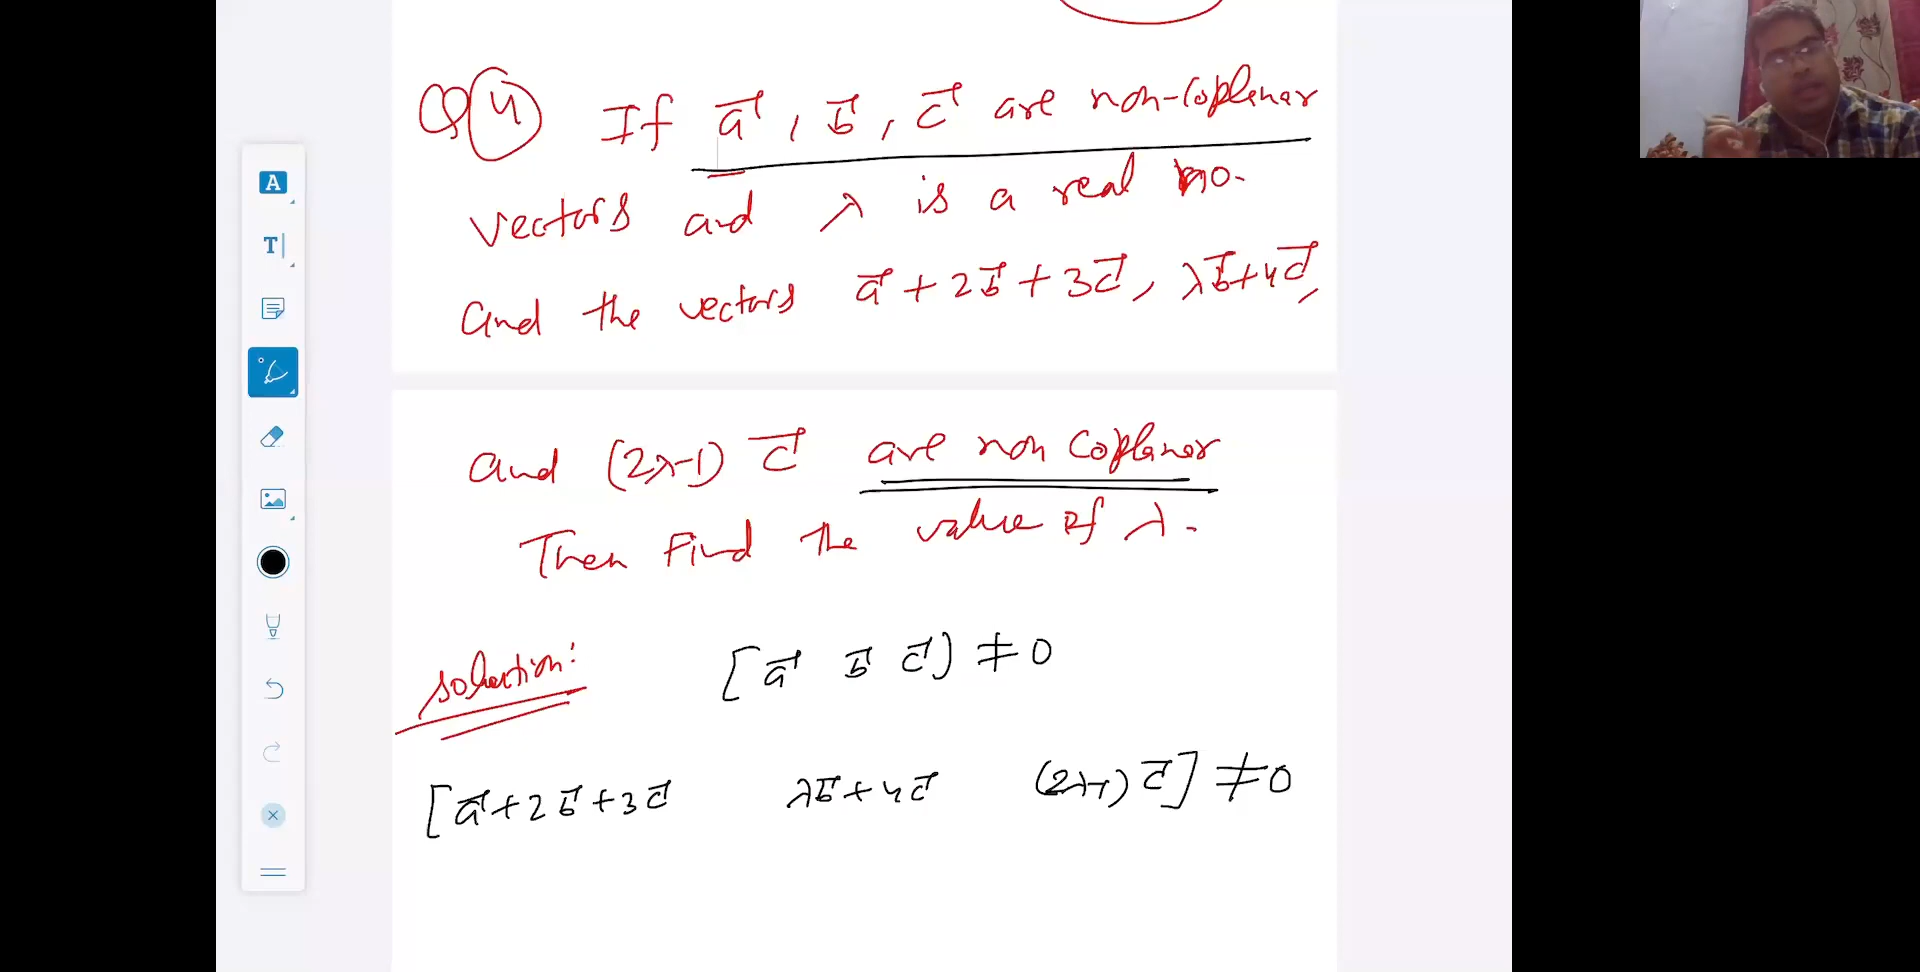 Q 4 If a⃗, b⃗, c⃗ are non-coplanar
vectors and λ is a real no.
and the vectors a⃗ + 2b⃗ + 3c⃗, λb⃗+4c⃗,
and (2λ-1) c⃗ are non coplanar
Then Find the value of λ.
Solution: [a⃗ b⃗ c⃗] ≠ 0
[a⃗+2b⃗+3c⃗ λb⃗+4c⃗ (2λ-1) c⃗] ≠ 0
A
T